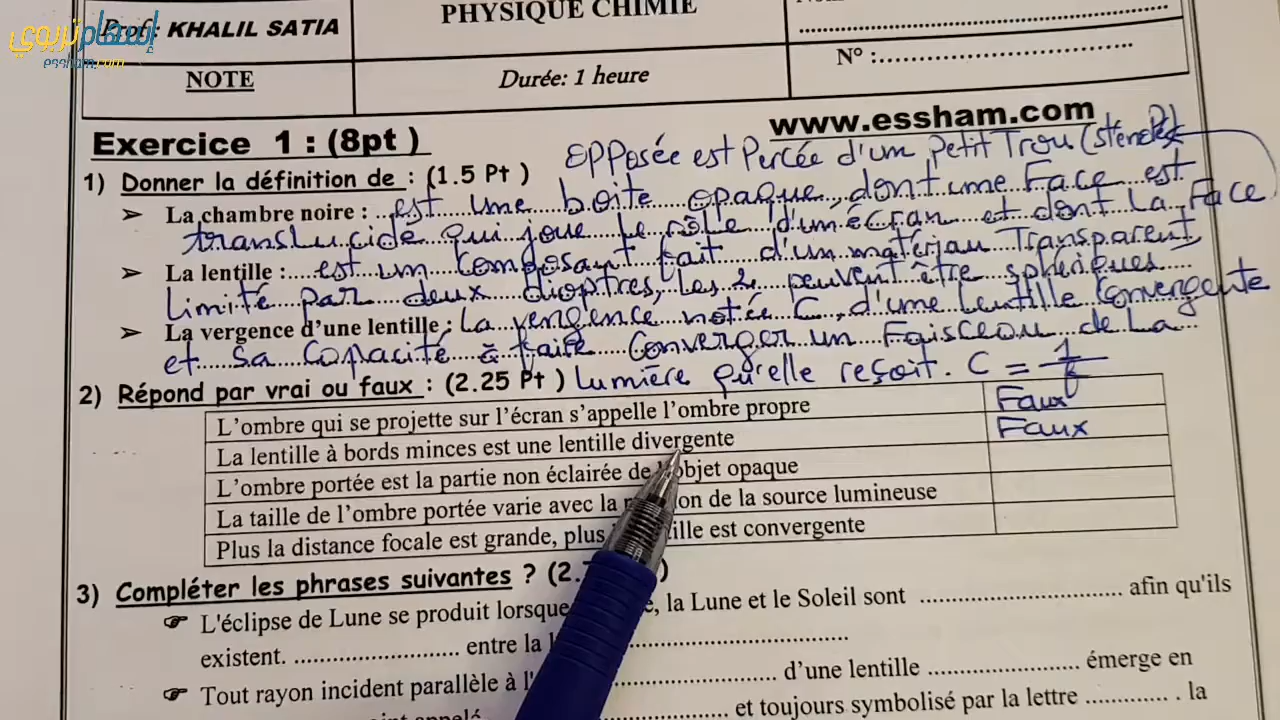 إسهام تربوي
essham.com
Prof: KHALIL SATIA
PHYSIQUE CHIMIE
NOTE
Durée: 1 heure
N° :
Exercice 1 : (8pt )
www.essham.com
opposée est Percée d'un petit Trou (sténopé)
1) Donner la définition de : (1.5 Pt )
➢ La chambre noire : est une boite opaque, dont une Face est
translucide qui joue le rôle d'un écran et dont la Face
➢ La lentille : est un composant fait d'un matériau Transparent
Limité par deux dioptres, Les 2 peuvent être sphériques
➢ La vergence d'une lentille : La vergence notée C, d'une Lentille Convergente
et sa capacité à faire converger un Faisceau de La
2) Répond par vrai ou faux : (2.25 Pt ) Lumière qu'elle reçoit. C = 1/f
L'ombre qui se projette sur l'écran s'appelle l'ombre propre Faux
La lentille à bords minces est une lentille divergente Faux
L'ombre portée est la partie non éclairée de l'objet opaque
La taille de l'ombre portée varie avec la de la source lumineuse
Plus la distance focale est grande, plus est convergente
3) Compléter les phrases suivantes ? (2.
☞ L'éclipse de Lune se produit lorsque , la Lune et le Soleil sont .............................. afin qu'ils
existent. ........................ entre la ................................
☞ Tout rayon incident parallèle à l' ........................ d'une lentille ...................... émerge en
appelé ........................ et toujours symbolisé par la lettre ............. . la